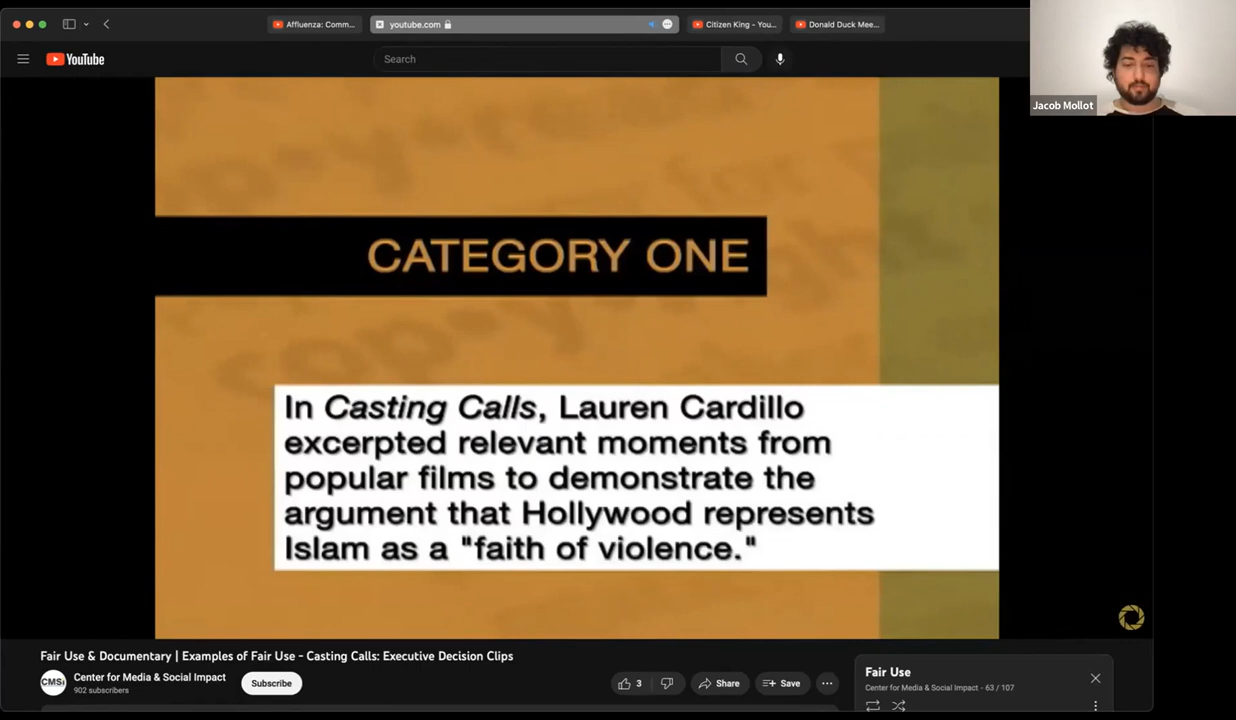 Affluenza: Comm...
youtube.com
Citizen King - You...
Donald Duck Mee...
YouTube
Search
Jacob Mollot
CATEGORY ONE
In Casting Calls, Lauren Cardillo
excerpted relevant moments from
popular films to demonstrate the
argument that Hollywood represents
Islam as a "faith of violence."
Fair Use & Documentary | Examples of Fair Use - Casting Calls: Executive Decision Clips
CMSi
Center for Media & Social Impact
902 subscribers
Subscribe
3
Share
Save
Fair Use
Center for Media & Social Impact - 63 / 107